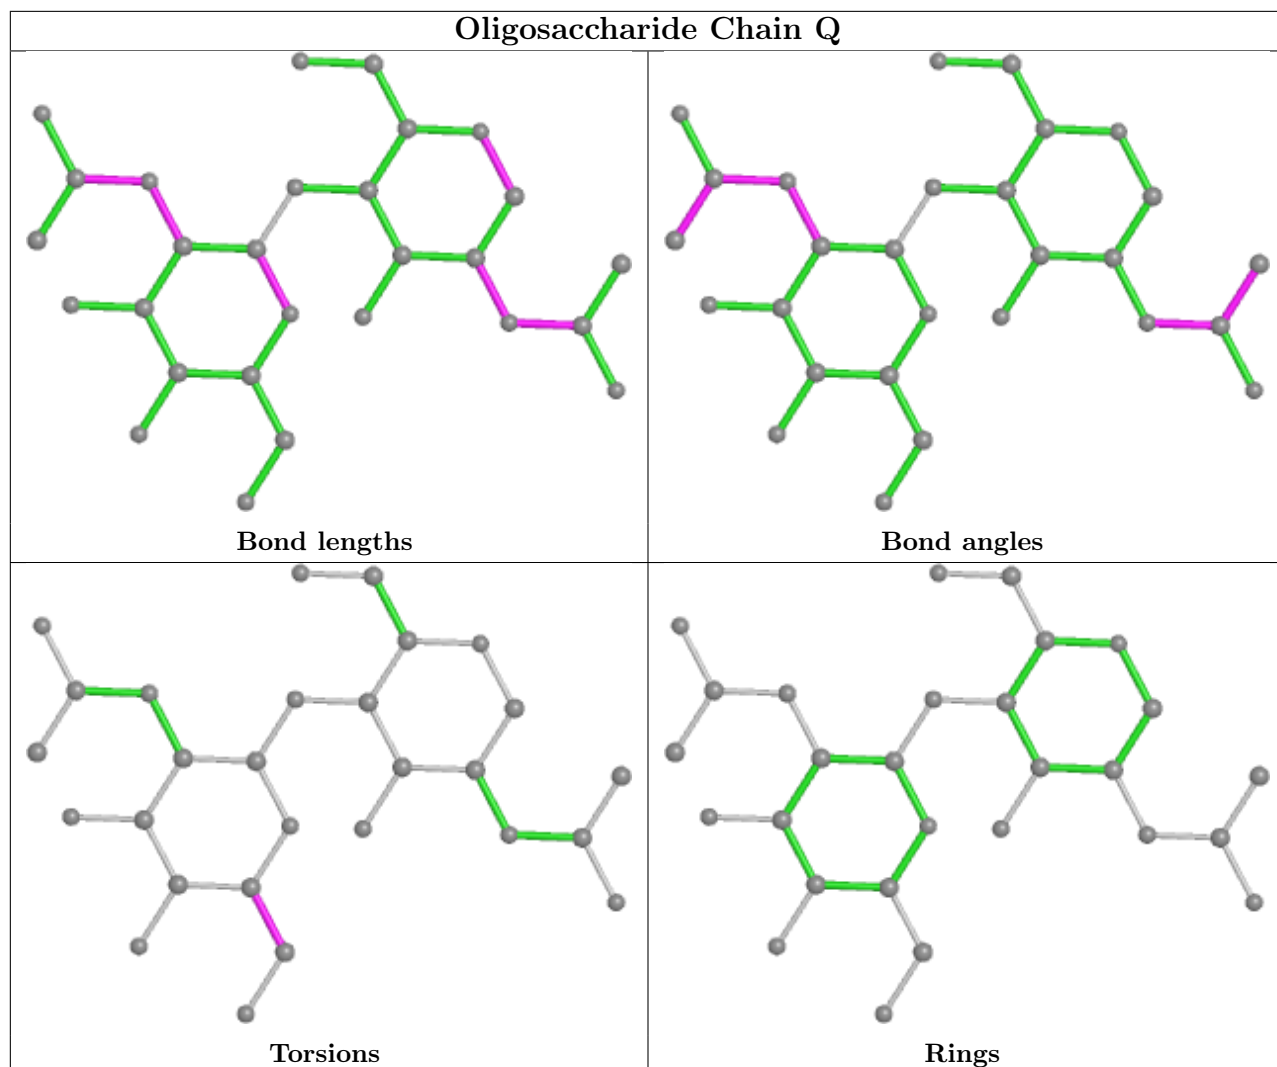 Oligosaccharide Chain Q
Bond lengths
Bond angles
Torsions
Rings